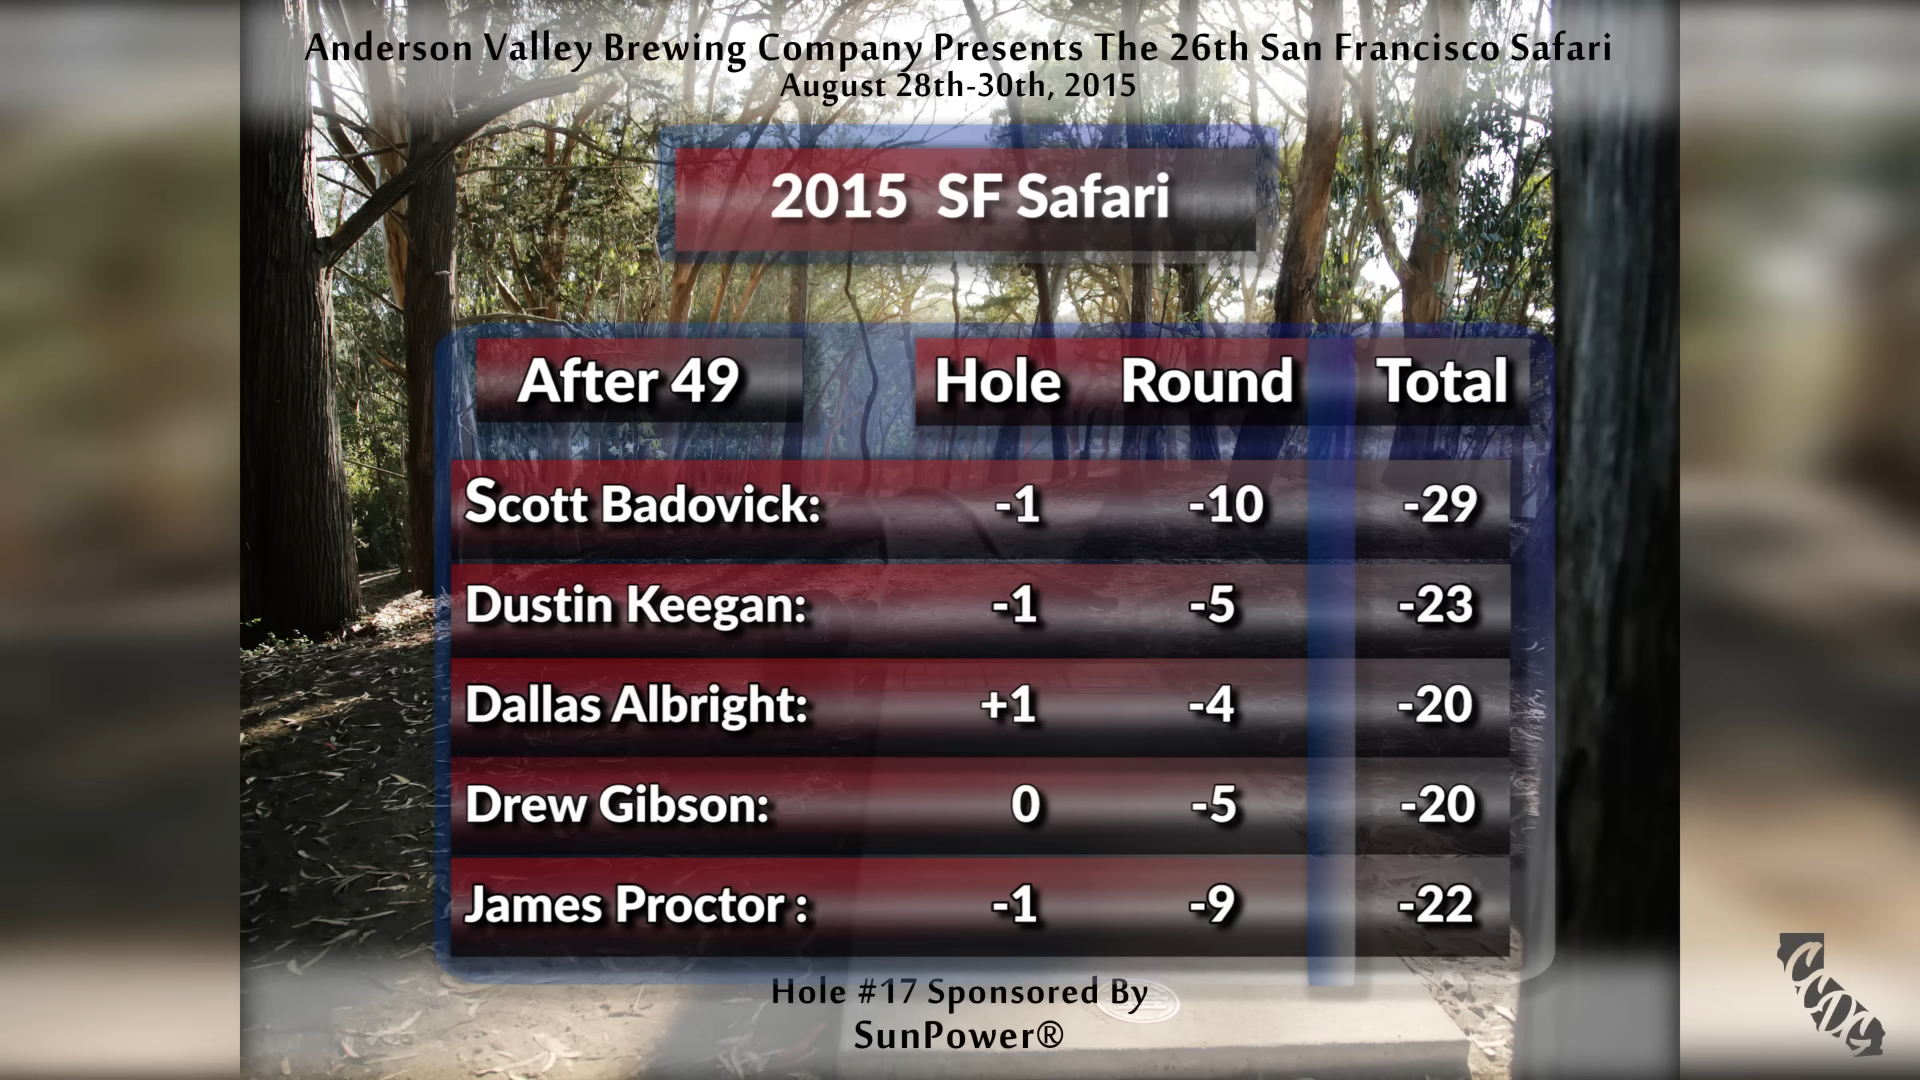 Anderson Valley Brewing Company Presents The 26th San Francisco Safari
August 28th-30th, 2015
2015 SF Safari
After 49 Hole Round Total
Scott Badovick: -1 -10 -29
Dustin Keegan: -1 -5 -23
Dallas Albright: +1 -4 -20
Drew Gibson: 0 -5 -20
James Proctor : -1 -9 -22
Hole #17 Sponsored By
SunPower®